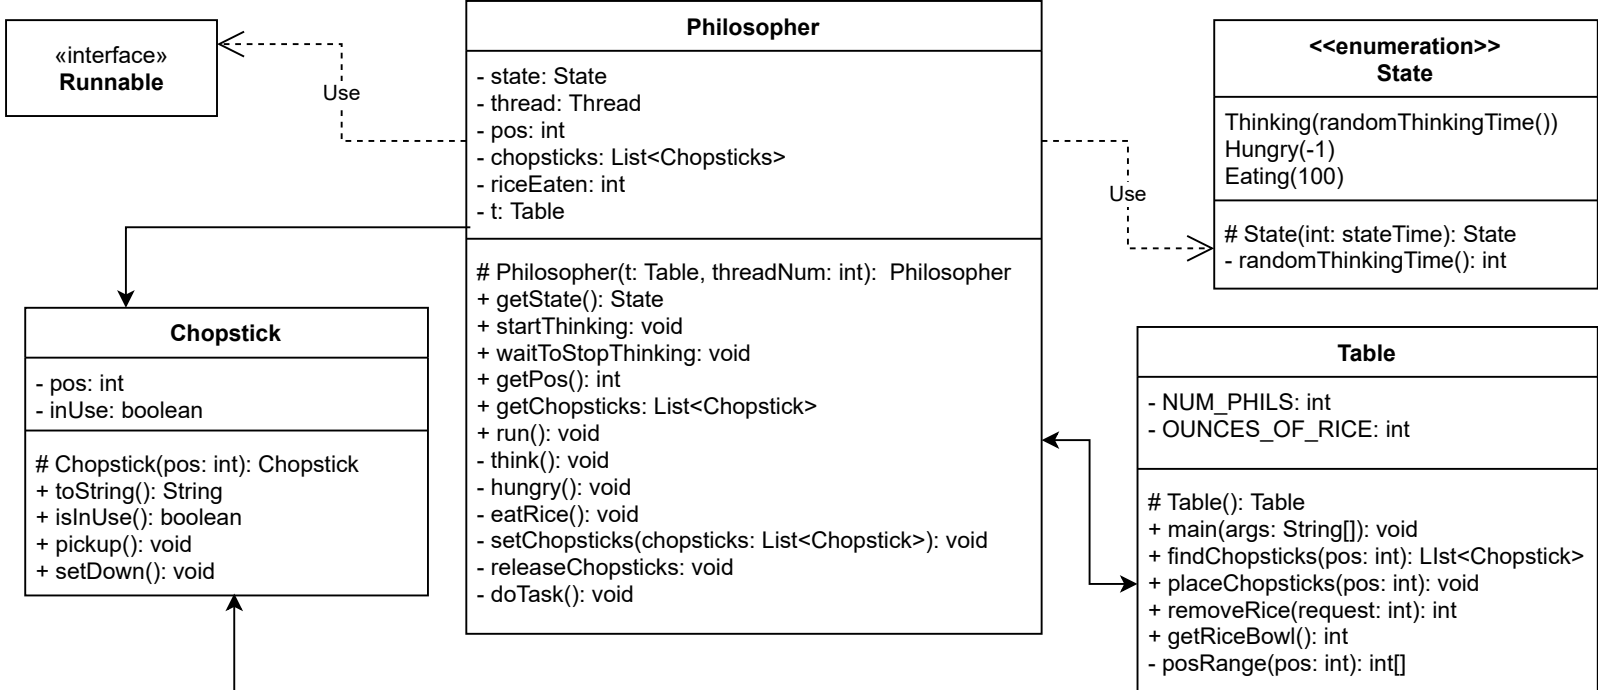 «interface»
Runnable
Use
Philosopher
- state: State
- thread: Thread
- pos: int
- chopsticks: List<Chopsticks>
- riceEaten: int
- t: Table
# Philosopher(t: Table, threadNum: int):  Philosopher
+ getState(): State
+ startThinking: void
+ waitToStopThinking: void
+ getPos(): int
+ getChopsticks: List<Chopstick>
+ run(): void
- think(): void
- hungry(): void
- eatRice(): void
- setChopsticks(chopsticks: List<Chopstick>): void
- releaseChopsticks: void
- doTask(): void
Use
<<enumeration>>
State
Thinking(randomThinkingTime())
Hungry(-1)
Eating(100)
# State(int: stateTime): State
- randomThinkingTime(): int
Chopstick
- pos: int
- inUse: boolean
# Chopstick(pos: int): Chopstick
+ toString(): String
+ isInUse(): boolean
+ pickup(): void
+ setDown(): void
Table
- NUM_PHILS: int
- OUNCES_OF_RICE: int
# Table(): Table
+ main(args: String[]): void
+ findChopsticks(pos: int): LIst<Chopstick>
+ placeChopsticks(pos: int): void
+ removeRice(request: int): int
+ getRiceBowl(): int
- posRange(pos: int): int[]